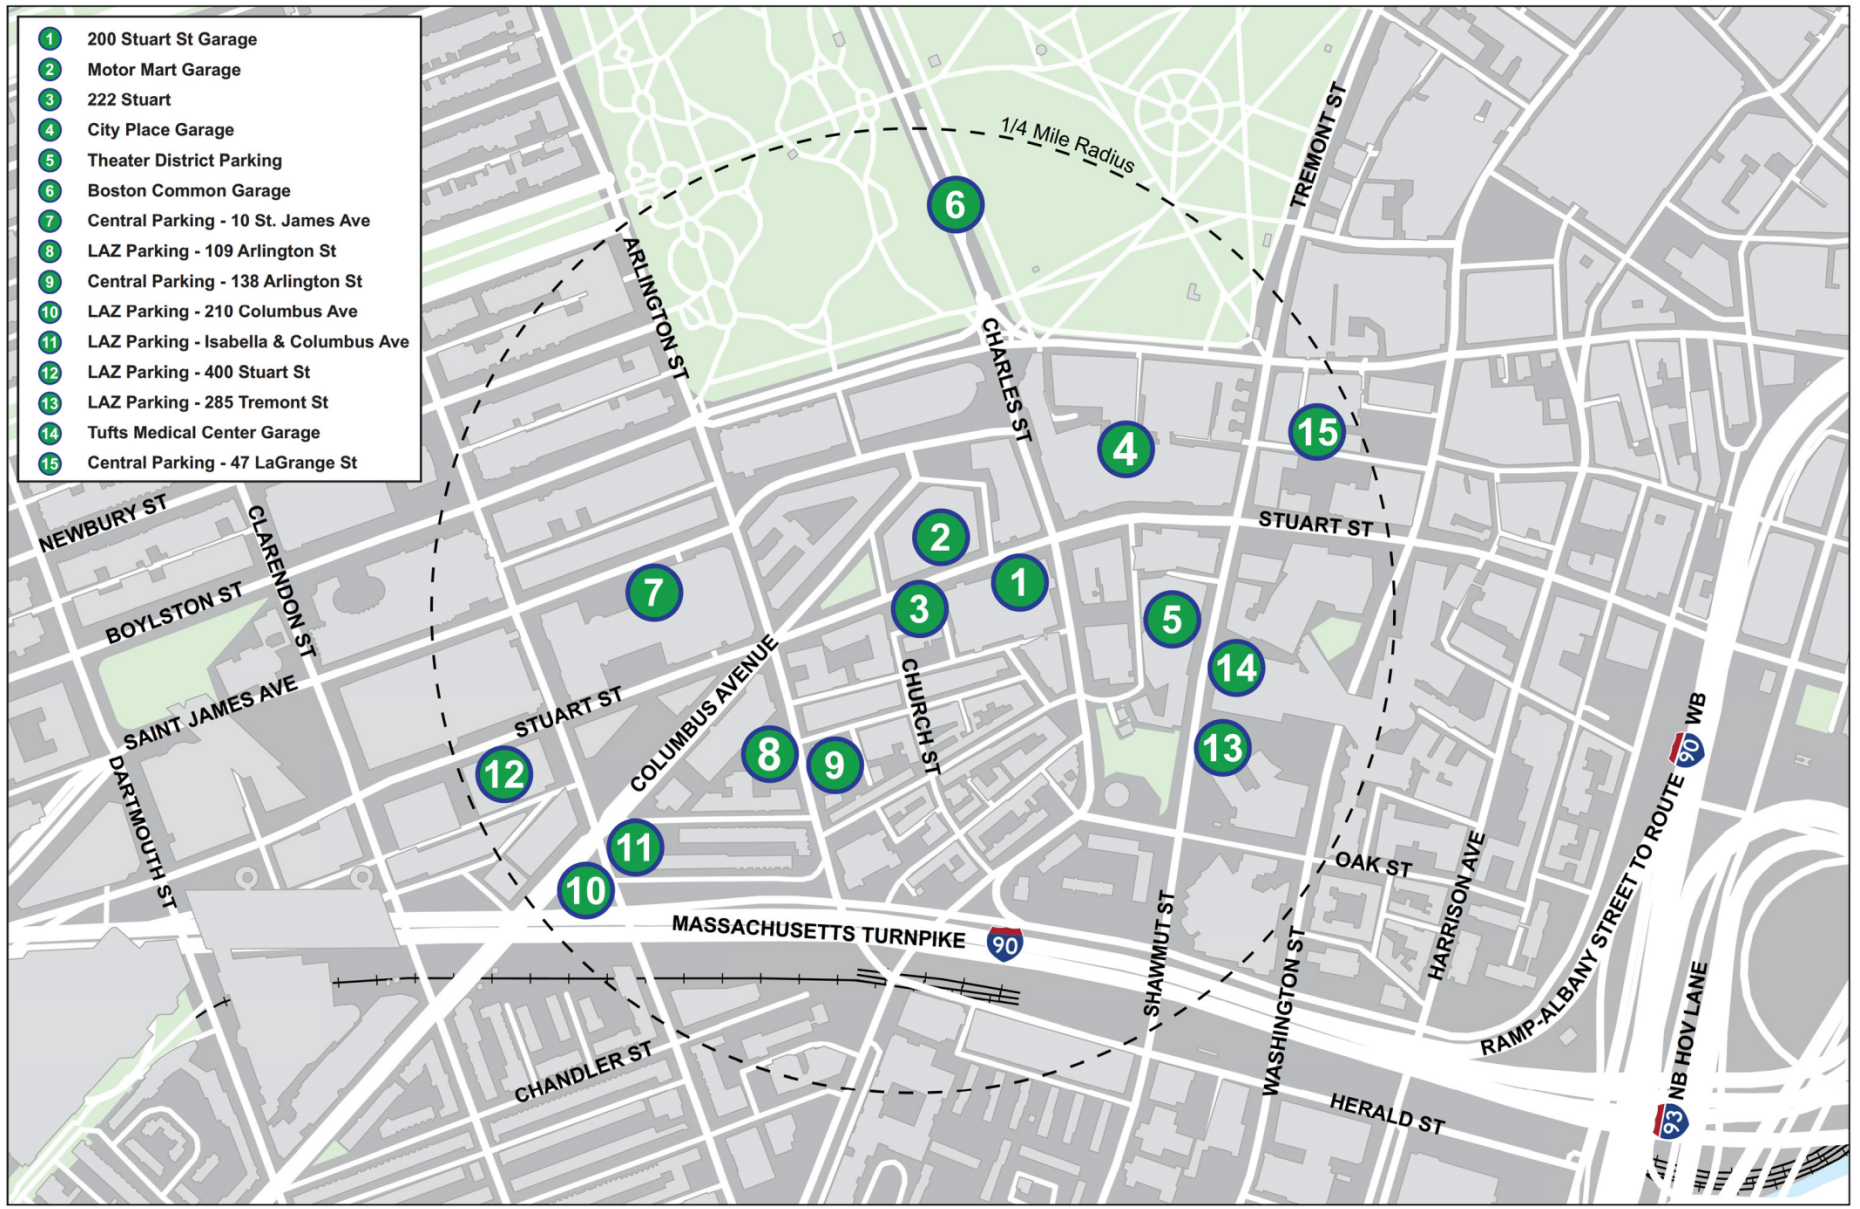 1 200 Stuart St Garage
2 Motor Mart Garage
3 222 Stuart
4 City Place Garage
5 Theater District Parking
6 Boston Common Garage
7 Central Parking - 10 St. James Ave
8 LAZ Parking - 109 Arlington St
9 Central Parking - 138 Arlington St
10 LAZ Parking - 210 Columbus Ave
11 LAZ Parking - Isabella & Columbus Ave
12 LAZ Parking - 400 Stuart St
13 LAZ Parking - 285 Tremont St
14 Tufts Medical Center Garage
15 Central Parking - 47 LaGrange St
1/4 Mile Radius
TREMONT ST
6
ARLINGTON ST
CHARLES ST
4
15
NEWBURY ST
CLARENDON ST
STUART ST
2
1
7
3
5
BOYLSTON ST
14
COLUMBUS AVENUE
CHURCH ST
SAINT JAMES AVE
STUART ST
13
8
9
12
DARTMOUTH ST
11
10
OAK ST
MASSACHUSETTS TURNPIKE
90
SHAWMUT ST
WASHINGTON ST
HARRISON AVE
RAMP-ALBANY STREET TO ROUTE 90 WB
NB HOV LANE
93
CHANDLER ST
HERALD ST